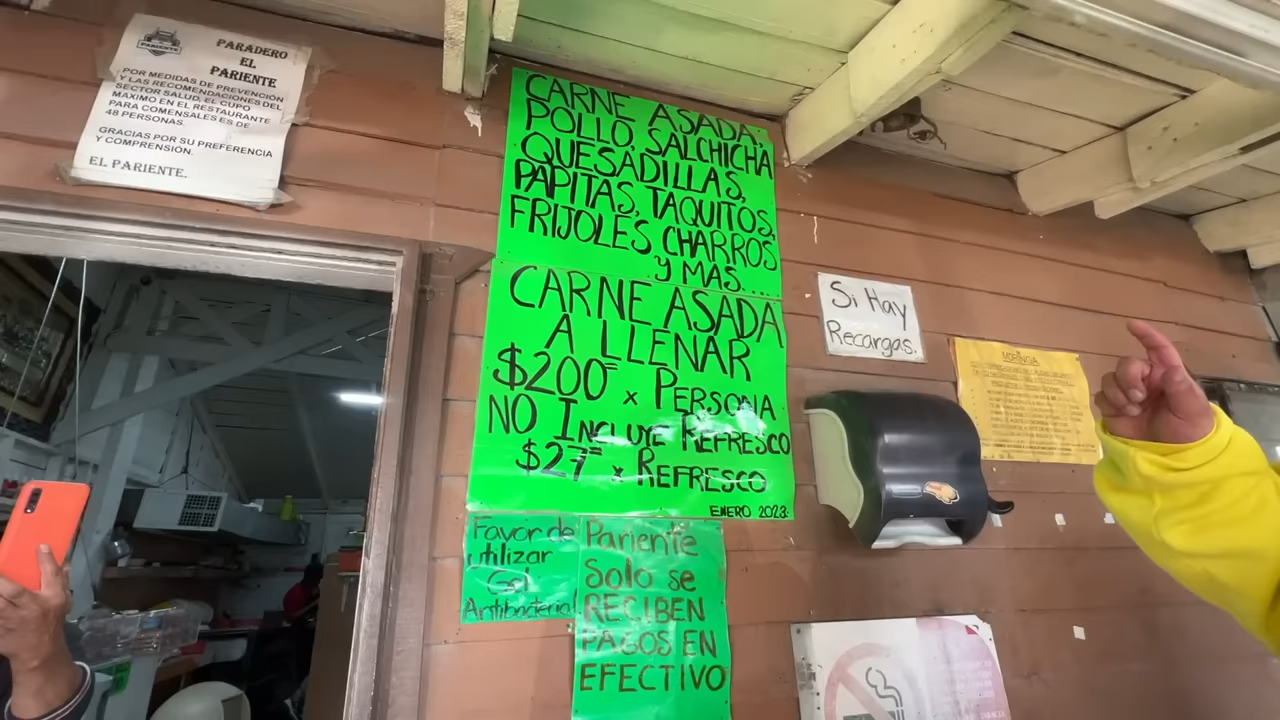 PARIENTE
PARADERO
EL
PARIENTE
POR MEDIDAS DE PREVENCIÓN
Y LAS RECOMENDACIONES DEL
SECTOR SALUD, EL CUPO
MAXIMO EN EL RESTAURANTE
PARA COMENSALES ES DE
48 PERSONAS.
GRACIAS POR SU PREFERENCIA
Y COMPRENSIÓN.
EL PARIENTE.
CARNE ASADA,
POLLO, SALCHICHA
QUESADILLAS,
PAPITAS, TAQUITOS,
FRIJOLES CHARROS
y MAS.....
CARNE ASADA
A LLENAR
$200= x PERSONA
NO INCLUYE REFRESCO
$27= x REFRESCO
ENERO 2023.
Favor de
utilizar
Gel
Antibacterial
Pariente
Solo se
RECIBEN
PAGOS EN
EFECTIVO
Si Hay
Recargas.
MORINGA